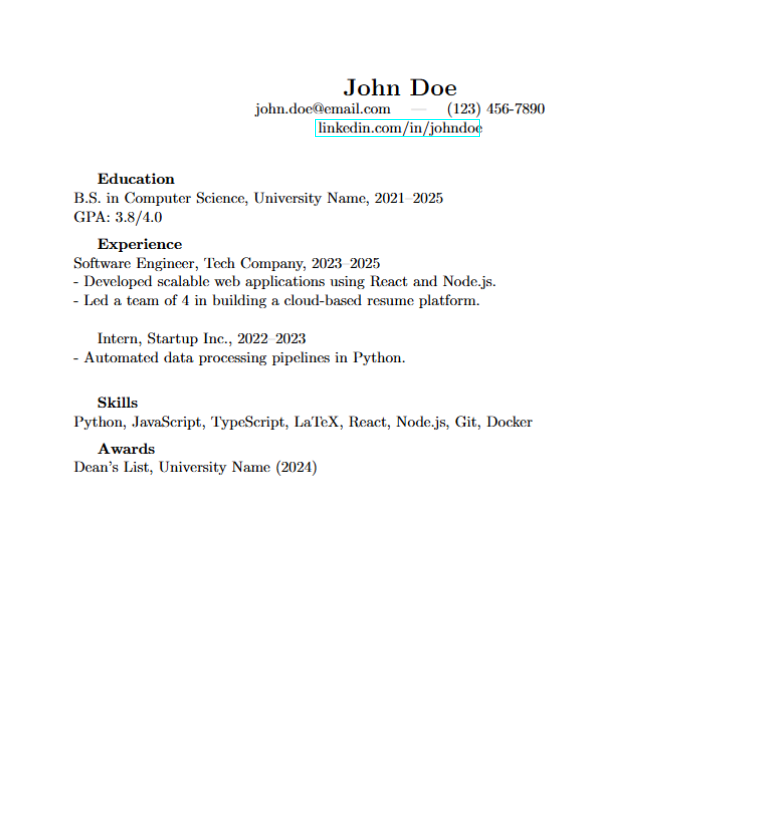 John Doe
john.doe@email.com — (123) 456-7890
linkedin.com/in/johndoe
Education
B.S. in Computer Science, University Name, 2021–2025
GPA: 3.8/4.0
Experience
Software Engineer, Tech Company, 2023–2025
- Developed scalable web applications using React and Node.js.
- Led a team of 4 in building a cloud-based resume platform.
Intern, Startup Inc., 2022–2023
- Automated data processing pipelines in Python.
Skills
Python, JavaScript, TypeScript, LaTeX, React, Node.js, Git, Docker
Awards
Dean's List, University Name (2024)